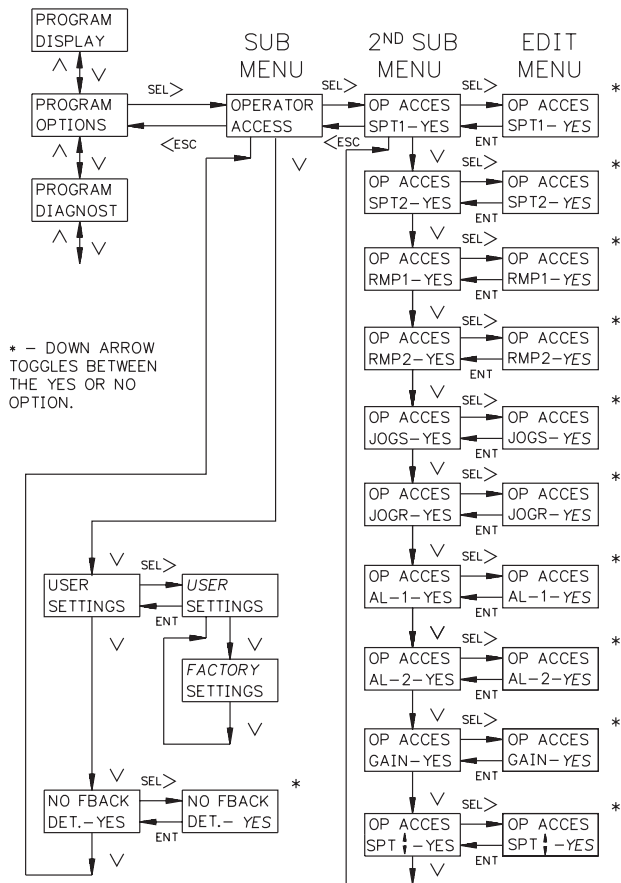 PROGRAM
DISPLAY
SUB
MENU
2ND SUB
MENU
EDIT
MENU
SEL>
SEL>
SEL>
*
PROGRAM
OPTIONS
OPERATOR
ACCESS
OP ACCES
SPT1-YES
OP ACCES
SPT1-YES
<ESC
<ESC
ENT
PROGRAM
DIAGNOST
SEL>
*
OP ACCES
SPT2-YES
OP ACCES
SPT2-YES
ENT
SEL>
*
OP ACCES
RMP1-YES
OP ACCES
RMP1-YES
ENT
* - DOWN ARROW
TOGGLES BETWEEN
THE YES OR NO
OPTION.
SEL>
*
OP ACCES
RMP2-YES
OP ACCES
RMP2-YES
ENT
SEL>
*
OP ACCES
JOGS-YES
OP ACCES
JOGS-YES
ENT
SEL>
*
OP ACCES
JOGR-YES
OP ACCES
JOGR-YES
ENT
SEL>
*
OP ACCES
AL-1-YES
OP ACCES
AL-1-YES
ENT
SEL>
USER
SETTINGS
USER
SETTINGS
ENT
FACTORY
SETTINGS
SEL>
*
OP ACCES
AL-2-YES
OP ACCES
AL-2-YES
ENT
SEL>
*
OP ACCES
GAIN-YES
OP ACCES
GAIN-YES
ENT
SEL>
*
NO FBACK
DET.-YES
NO FBACK
DET.- YES
ENT
SEL>
*
OP ACCES
SPT -YES
OP ACCES
SPT -YES
ENT